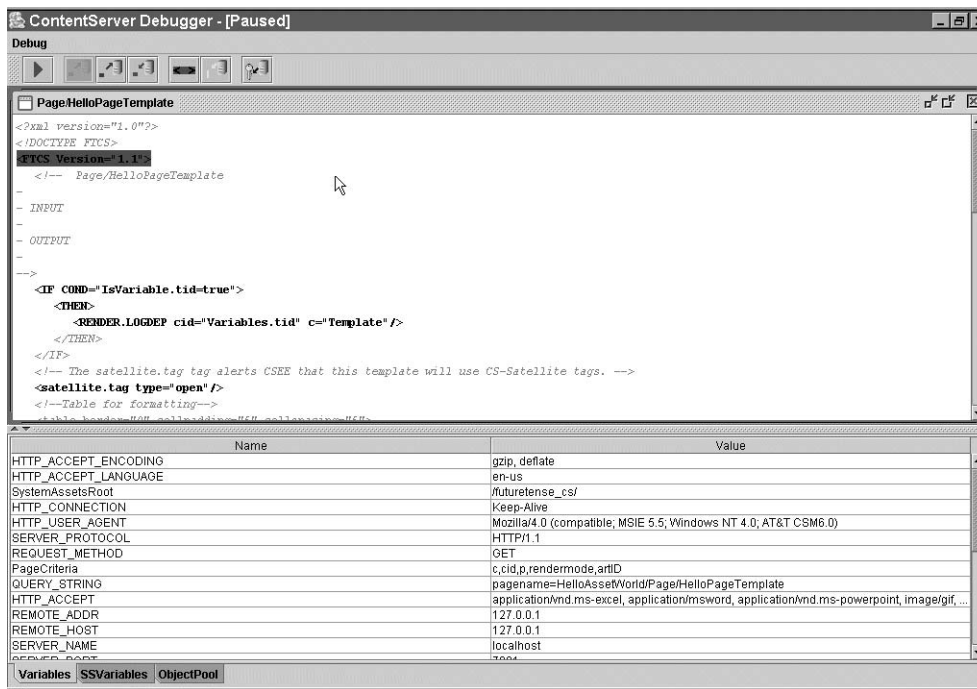 ContentServer Debugger - [Paused]
Debug
Page/HelloPageTemplate
<?xml version="1.0"?>
<!DOCTYPE FTCS>
<FTCS Version="1.1">
<!-- Page/HelloPageTemplate
-
- INPUT
-
- OUTPUT
-
-->
<IF COND="IsVariable.tid=true">
<THEN>
<RENDER.LOGDEP cid="Variables.tid" c="Template"/>
</THEN>
</IF>
<!-- The satellite.tag tag alerts CSEE that this template will use CS-Satellite tags. -->
<satellite.tag type="open"/>
<!--Table for formatting-->
Name Value
HTTP_ACCEPT_ENCODING gzip, deflate
HTTP_ACCEPT_LANGUAGE en-us
SystemAssetsRoot /futuretense_cs/
HTTP_CONNECTION Keep-Alive
HTTP_USER_AGENT Mozilla/4.0 (compatible; MSIE 5.5; Windows NT 4.0; AT&T CSM6.0)
SERVER_PROTOCOL HTTP/1.1
REQUEST_METHOD GET
PageCriteria c,cid,p,rendermode,artID
QUERY_STRING pagename=HelloAssetWorld/Page/HelloPageTemplate
HTTP_ACCEPT application/vnd.ms-excel, application/msword, application/vnd.ms-powerpoint, image/gif, ...
REMOTE_ADDR 127.0.0.1
REMOTE_HOST 127.0.0.1
SERVER_NAME localhost
Variables SSVariables ObjectPool